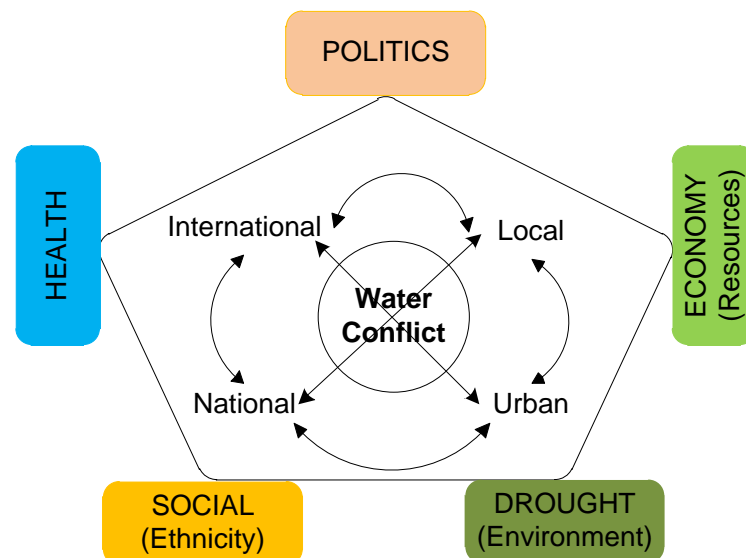 POLITICS
HEALTH
ECONOMY
(Resources)
International
Local
Water
Conflict
National
Urban
SOCIAL
(Ethnicity)
DROUGHT
(Environment)